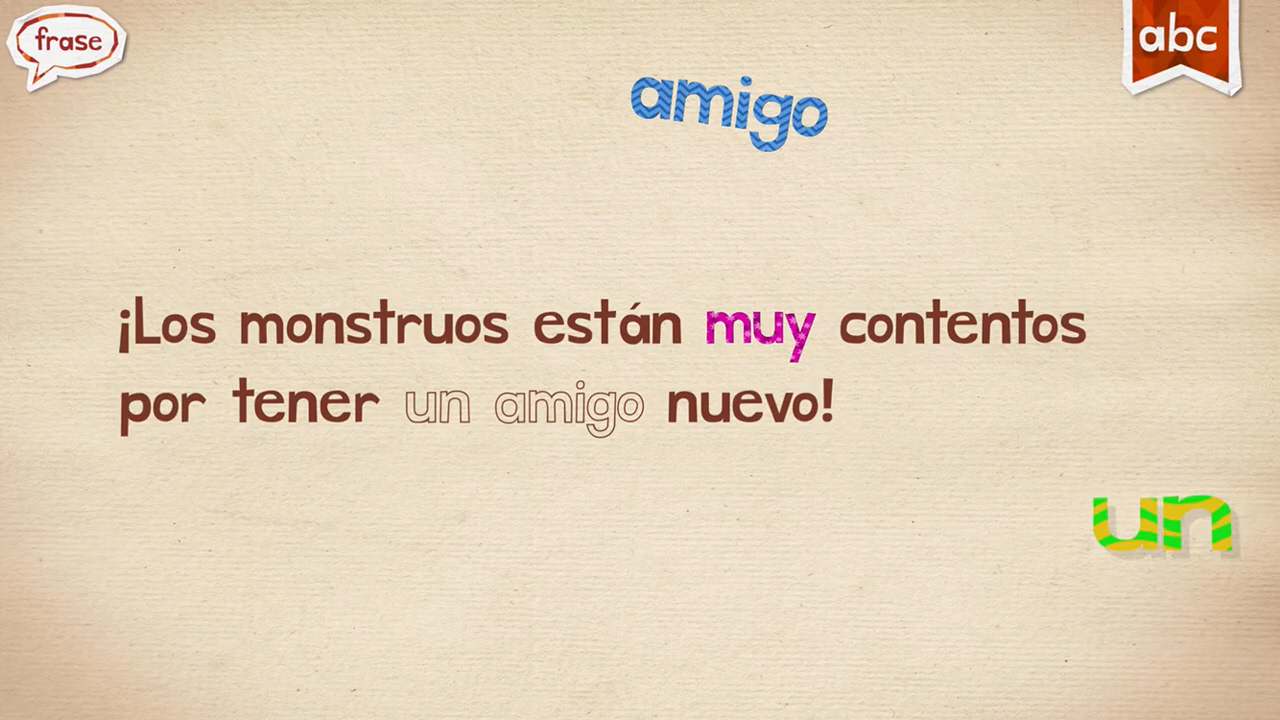 frase
abc
amigo
¡Los monstruos están muy contentos
por tener un amigo nuevo!
un